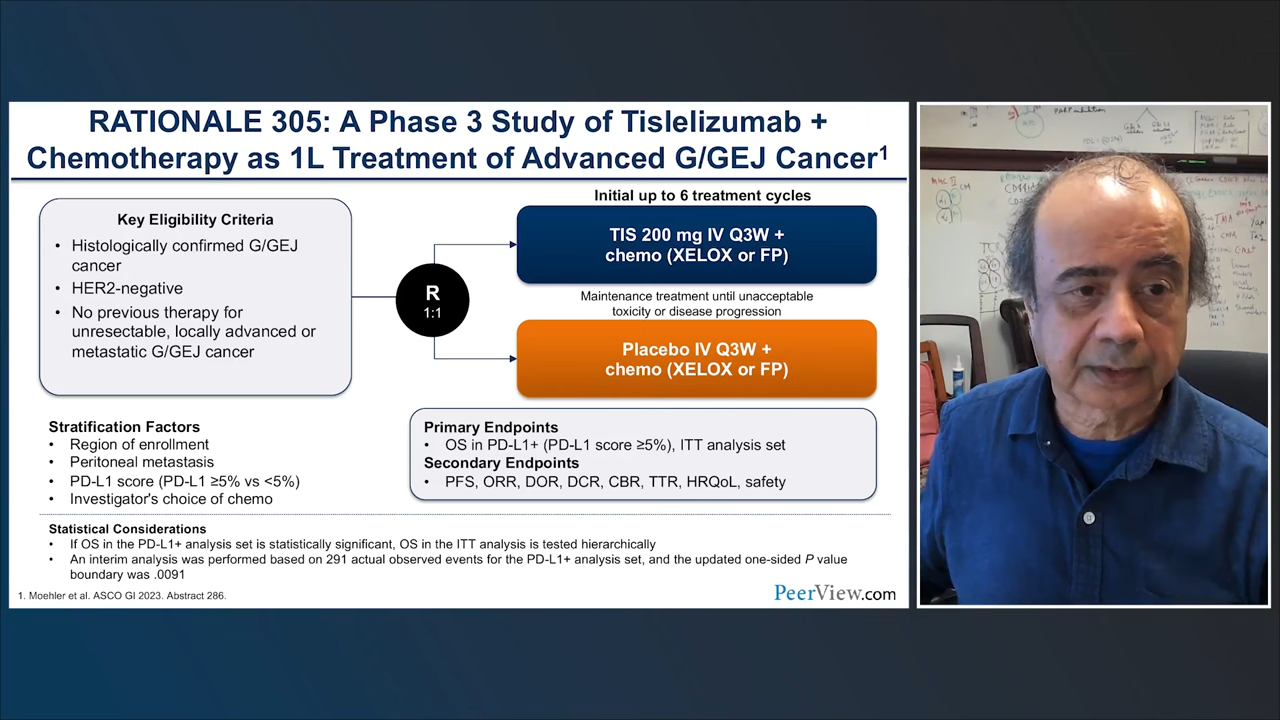 RATIONALE 305: A Phase 3 Study of Tislelizumab +
Chemotherapy as 1L Treatment of Advanced G/GEJ Cancer¹
Key Eligibility Criteria
• Histologically confirmed G/GEJ
cancer
• HER2-negative
• No previous therapy for
unresectable, locally advanced or
metastatic G/GEJ cancer
R
1:1
Initial up to 6 treatment cycles
TIS 200 mg IV Q3W +
chemo (XELOX or FP)
Maintenance treatment until unacceptable
toxicity or disease progression
Placebo IV Q3W +
chemo (XELOX or FP)
Stratification Factors
• Region of enrollment
• Peritoneal metastasis
• PD-L1 score (PD-L1 ≥5% vs <5%)
• Investigator's choice of chemo
Primary Endpoints
• OS in PD-L1+ (PD-L1 score ≥5%), ITT analysis set
Secondary Endpoints
• PFS, ORR, DOR, DCR, CBR, TTR, HRQoL, safety
Statistical Considerations
• If OS in the PD-L1+ analysis set is statistically significant, OS in the ITT analysis is tested hierarchically
• An interim analysis was performed based on 291 actual observed events for the PD-L1+ analysis set, and the updated one-sided P value
boundary was .0091
1. Moehler et al. ASCO GI 2023. Abstract 286.
PeerView.com
MHC II
TMA